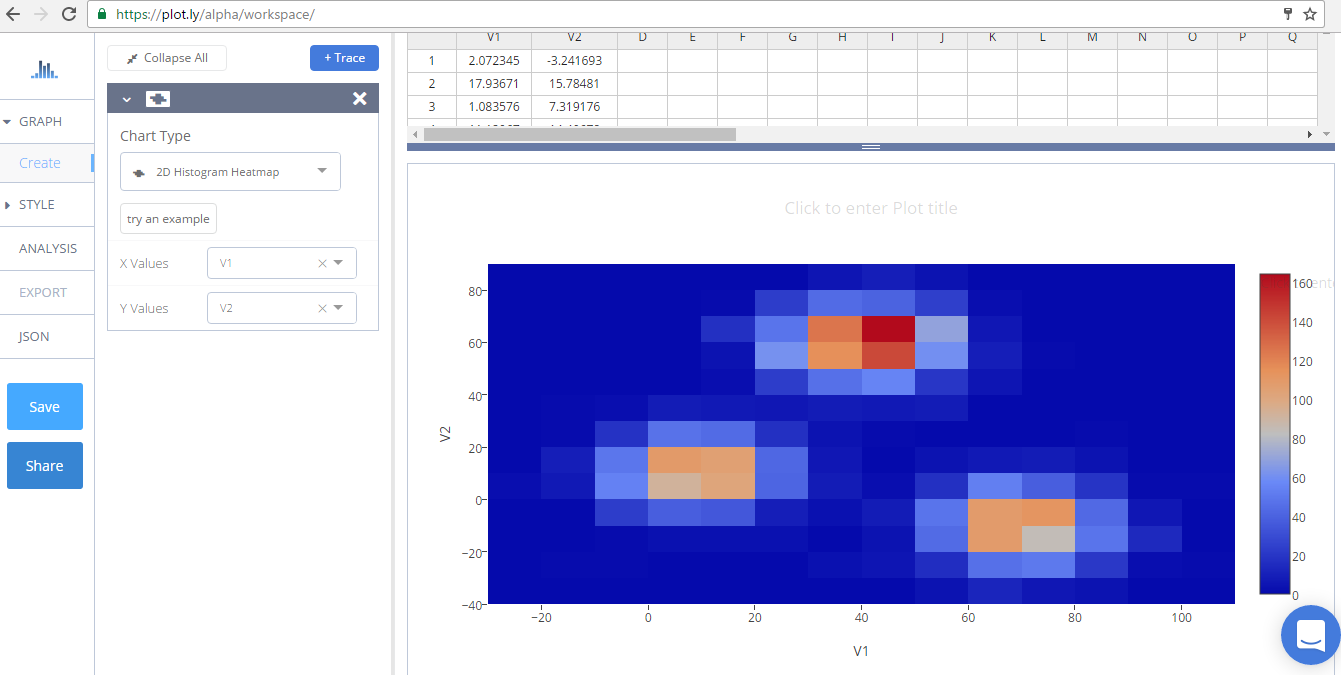 https://plot.ly/alpha/workspace/
Collapse All
+ Trace
GRAPH
Create
STYLE
ANALYSIS
EXPORT
JSON
Save
Share
Chart Type
2D Histogram Heatmap
try an example
X Values V1
Y Values V2
V1 V2 D E F G H I J K L M N O P Q
1 2.072345 -3.241693
2 17.93671 15.78481
3 1.083576 7.319176
Click to enter Plot title
80
60
40
20
0
−20
−40
V2
−20 0 20 40 60 80 100
V1
160
140
120
100
80
60
40
20
0